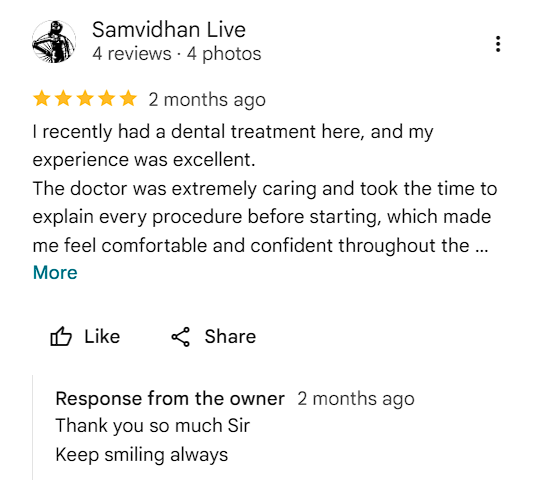 Samvidhan Live
4 reviews · 4 photos
2 months ago
I recently had a dental treatment here, and my
experience was excellent.
The doctor was extremely caring and took the time to
explain every procedure before starting, which made
me feel comfortable and confident throughout the ...
More
Like Share
Response from the owner 2 months ago
Thank you so much Sir
Keep smiling always